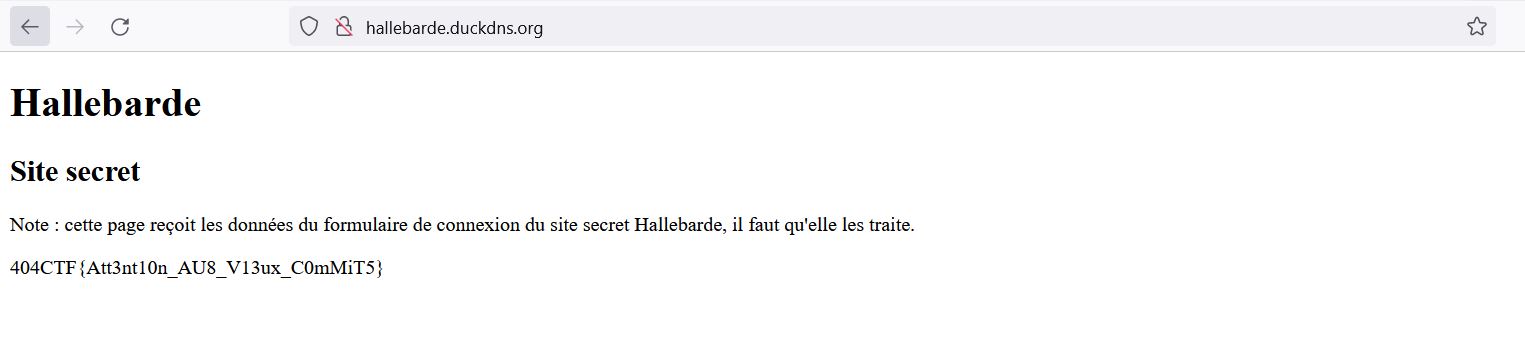 hallebarde.duckdns.org
Hallebarde
Site secret
Note : cette page reçoit les données du formulaire de connexion du site secret Hallebarde, il faut qu'elle les traite.
404CTF{Att3nt10n_AU8_V13ux_C0mMiT5}